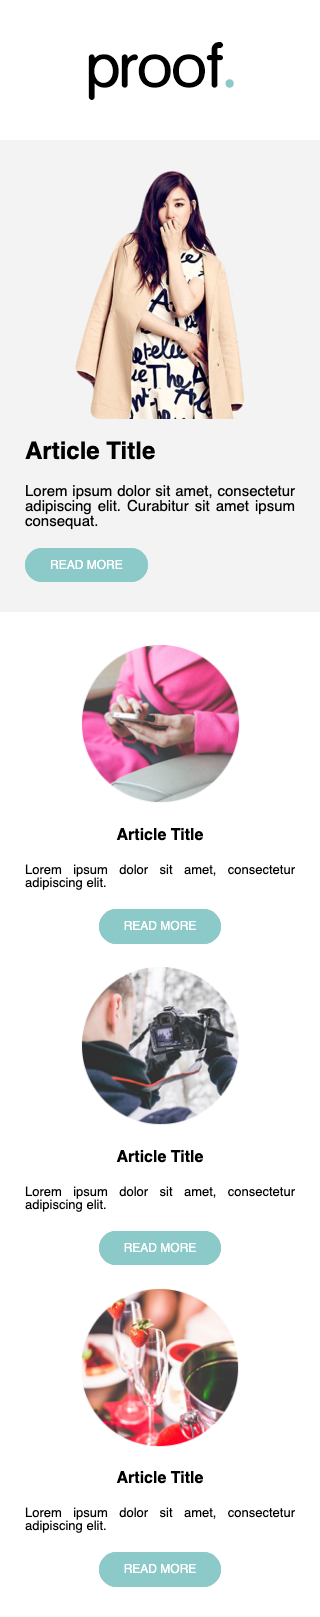 proof.
Article Title
Lorem ipsum dolor sit amet, consectetur
adipiscing elit. Curabitur sit amet ipsum
consequat.
READ MORE
Article Title
Lorem ipsum dolor sit amet, consectetur
adipiscing elit.
READ MORE
Article Title
Lorem ipsum dolor sit amet, consectetur
adipiscing elit.
READ MORE
Article Title
Lorem ipsum dolor sit amet, consectetur
adipiscing elit.
READ MORE